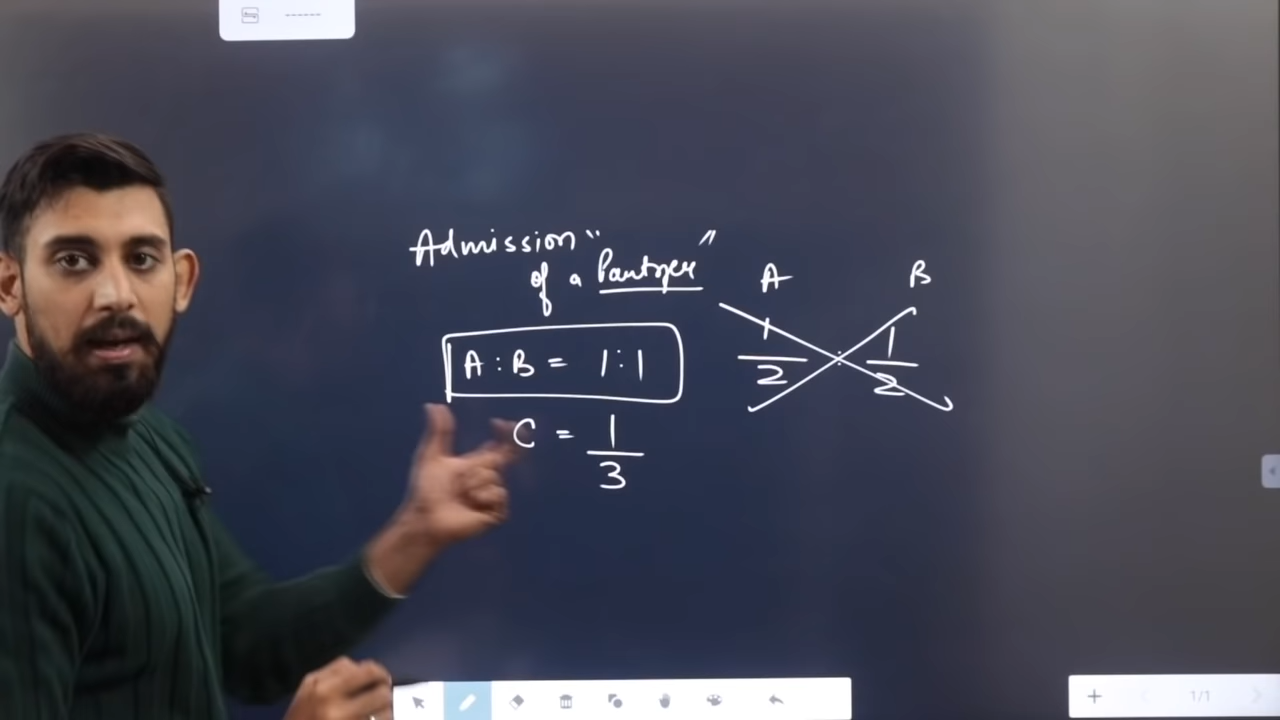 Admission "
of a Partner "
A B
1/2 : 1/2
A : B = 1 : 1
C = 1/3
1/1